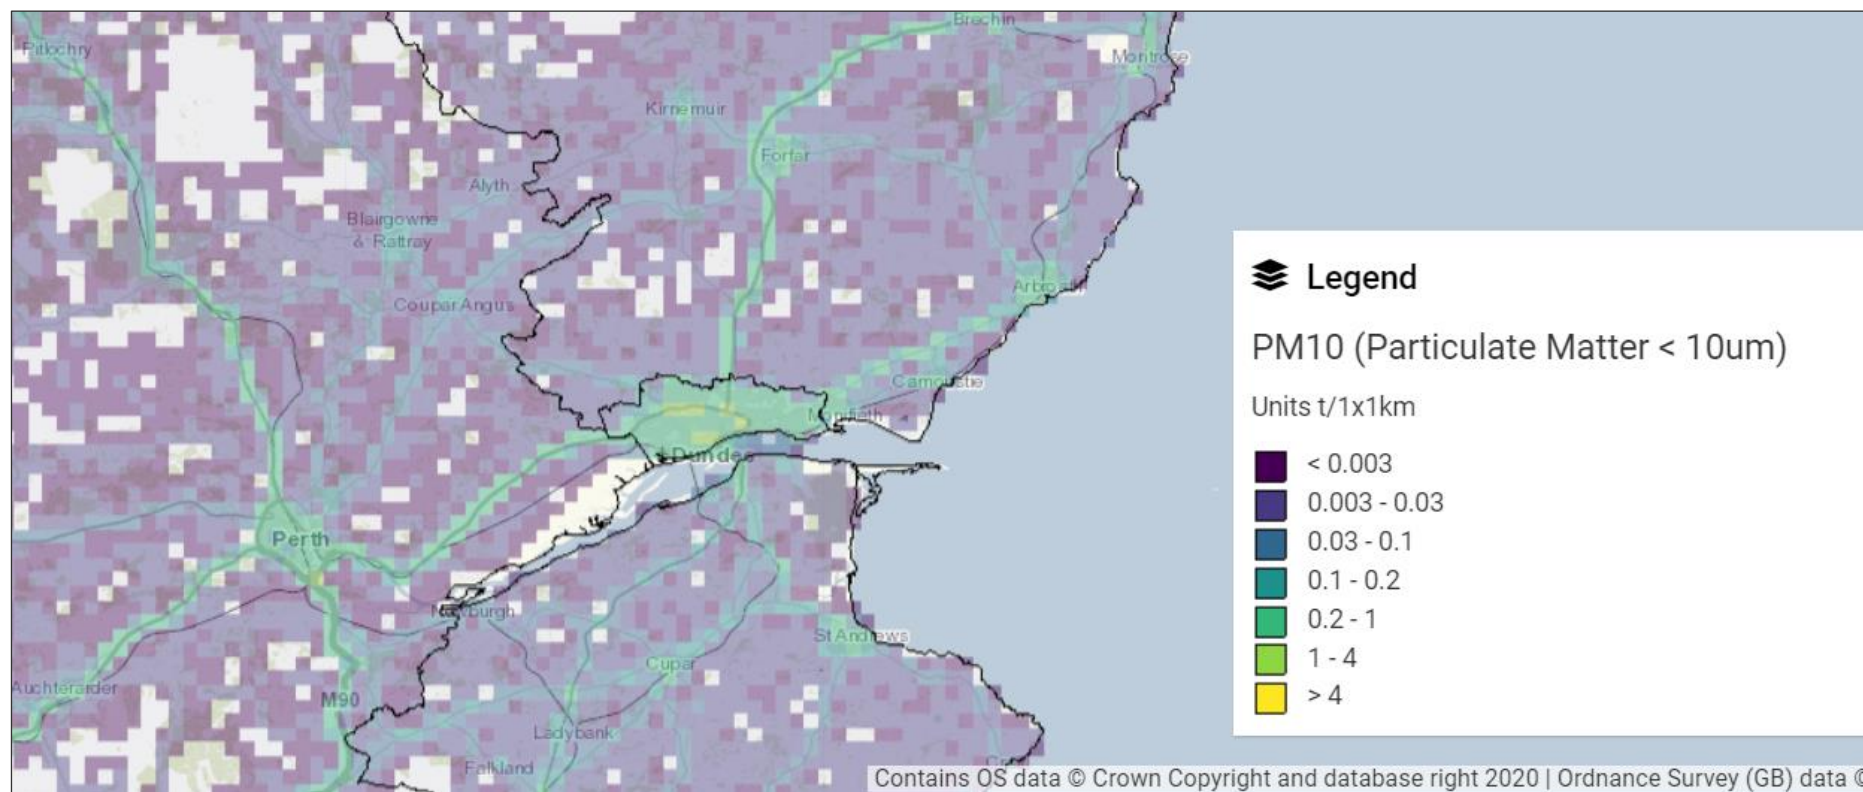 Brechin
Pitlochry
Montrose
Kirriemuir
Forfar
Alyth
Blairgowrie
& Rattray
Arbroath
Coupar Angus
Carnoustie
Monifieth
Dundee
Perth
Newburgh
St Andrews
Cupar
Auchterarder
M90
Ladybank
Falkland
Legend
PM10 (Particulate Matter < 10um)
Units t/1x1km
< 0.003
0.003 - 0.03
0.03 - 0.1
0.1 - 0.2
0.2 - 1
1 - 4
> 4
Contains OS data © Crown Copyright and database right 2020 | Ordnance Survey (GB) data ©